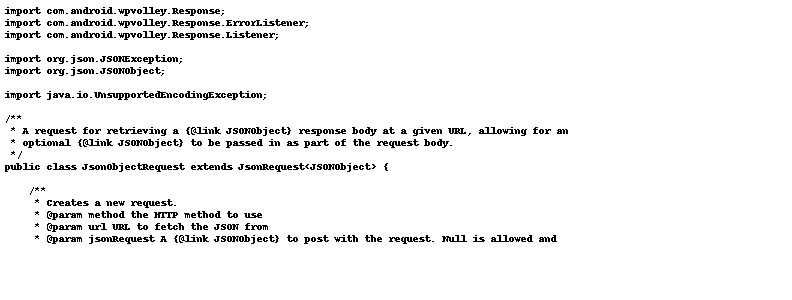 import com.android.wpvolley.Response;
import com.android.wpvolley.Response.ErrorListener;
import com.android.wpvolley.Response.Listener;

import org.json.JSONException;
import org.json.JSONObject;

import java.io.UnsupportedEncodingException;

/**
 * A request for retrieving a {@link JSONObject} response body at a given URL, allowing for an
 * optional {@link JSONObject} to be passed in as part of the request body.
 */
public class JsonObjectRequest extends JsonRequest<JSONObject> {

    /**
     * Creates a new request.
     * @param method the HTTP method to use
     * @param url URL to fetch the JSON from
     * @param jsonRequest A {@link JSONObject} to post with the request. Null is allowed and